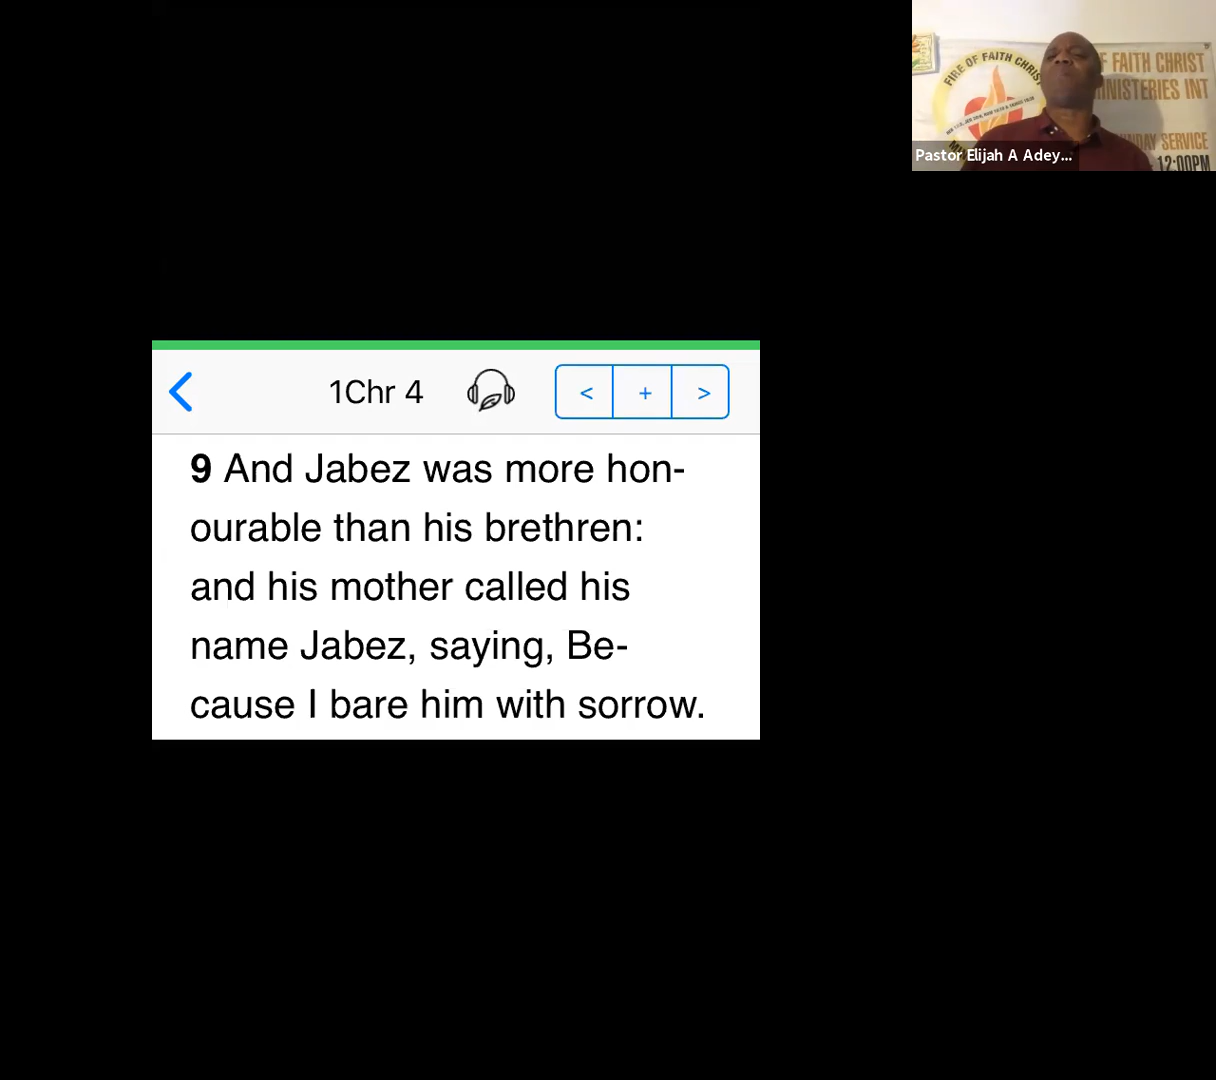 FIRE OF FAITH CHRIST
F FAITH CHRIST
INISTERIES INT
NDAY SERVICE
12:00PM
Pastor Elijah A Adey...
1Chr 4
< + >
9 And Jabez was more hon-
ourable than his brethren:
and his mother called his
name Jabez, saying, Be-
cause I bare him with sorrow.